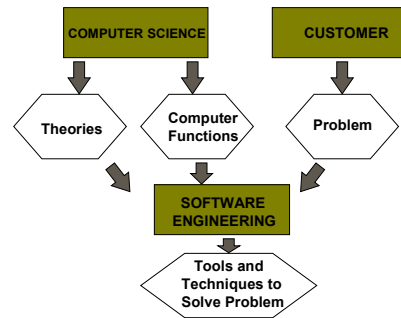 COMPUTER SCIENCE
CUSTOMER
Theories
Computer
Functions
Problem
SOFTWARE
ENGINEERING
Tools and
Techniques to
Solve Problem